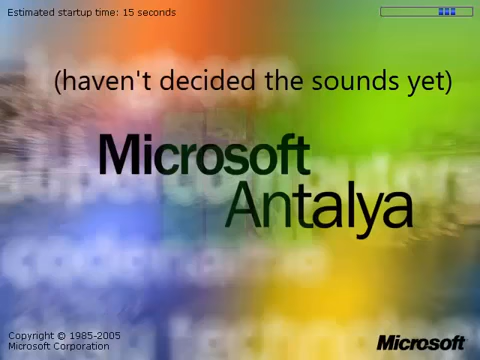 Estimated startup time: 15 seconds
(haven't decided the sounds yet)
Microsoft
Antalya
Copyright © 1985-2005
Microsoft Corporation
Microsoft